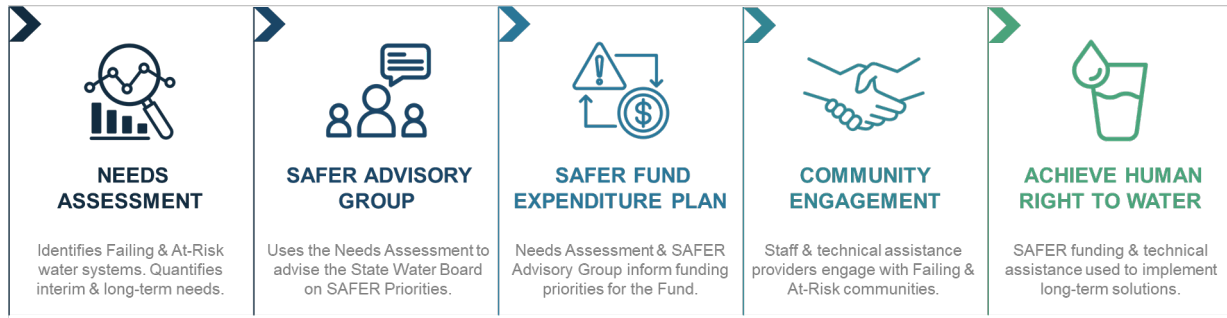 NEEDS
ASSESSMENT
Identifies Failing & At-Risk
water systems. Quantifies
interim & long-term needs.
SAFER ADVISORY
GROUP
Uses the Needs Assessment to
advise the State Water Board
on SAFER Priorities.
SAFER FUND
EXPENDITURE PLAN
Needs Assessment & SAFER
Advisory Group inform funding
priorities for the Fund.
COMMUNITY
ENGAGEMENT
Staff & technical assistance
providers engage with Failing &
At-Risk communities.
ACHIEVE HUMAN
RIGHT TO WATER
SAFER funding & technical
assistance used to implement
long-term solutions.